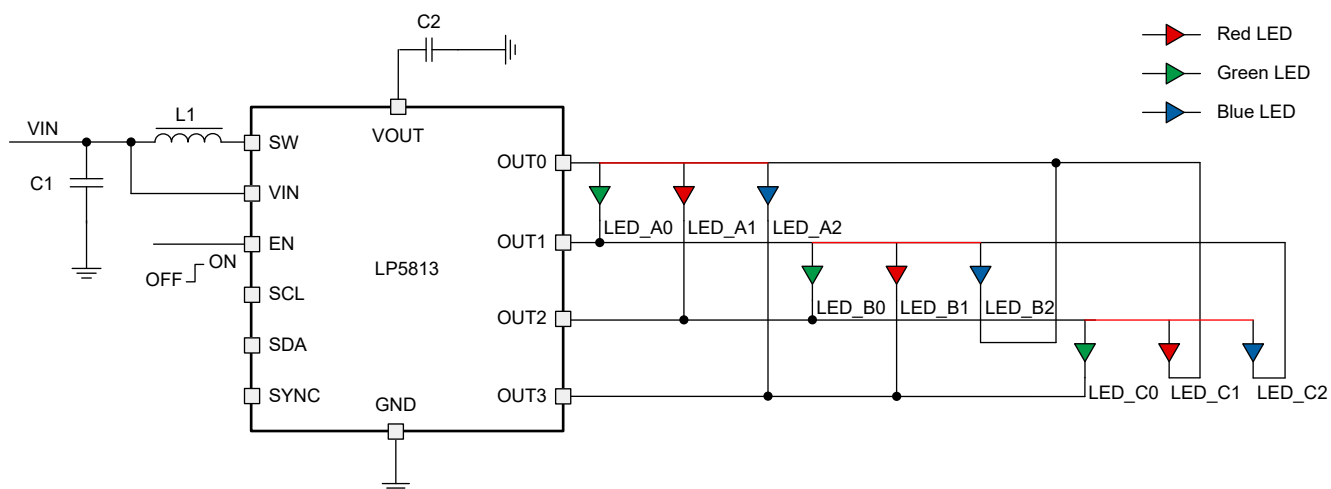 C2
Red LED
Green LED
Blue LED
VIN
L1
SW
VOUT
C1
VIN
OUT0
LED_A0
LED_A1
LED_A2
EN
OFF
ON
OUT1
LP5813
SCL
OUT2
LED_B0
LED_B1
LED_B2
SDA
SYNC
GND
OUT3
LED_C0
LED_C1
LED_C2